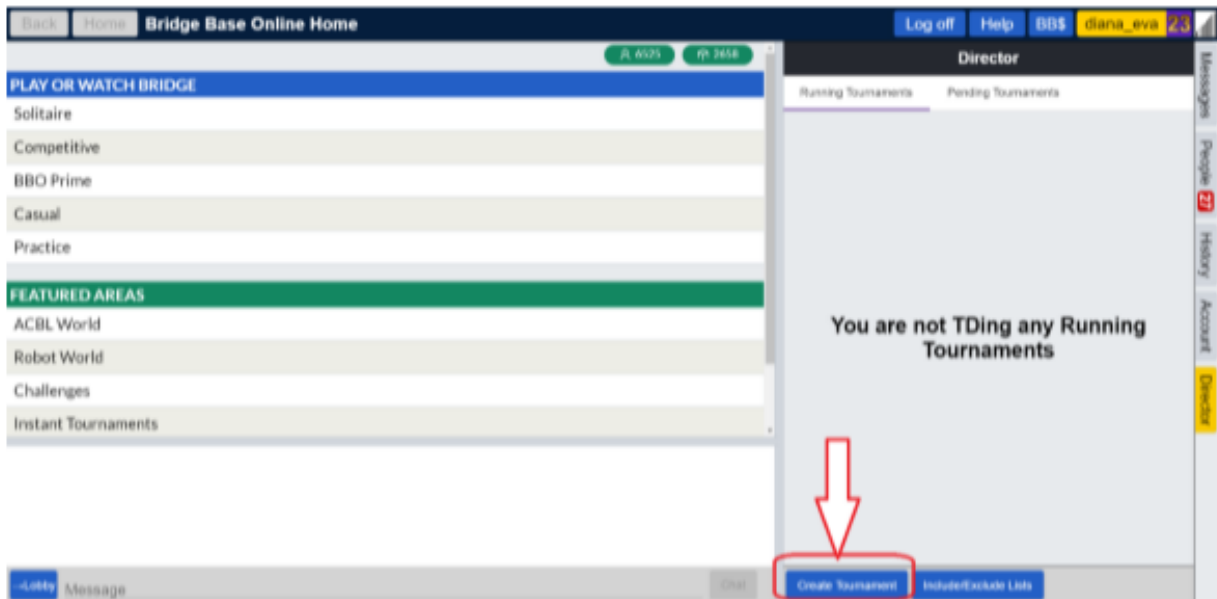 Back Home Bridge Base Online Home Log off Help BB$ diana_eva 23
6525 2658
PLAY OR WATCH BRIDGE
Solitaire
Competitive
BBO Prime
Casual
Practice
FEATURED AREAS
ACBL World
Robot World
Challenges
Instant Tournaments
→Lobby Message Chat
Director
Running Tournaments Pending Tournaments
You are not TDing any Running
Tournaments
Create Tournament Include/Exclude Lists
Messages
People 27
History
Account
Director